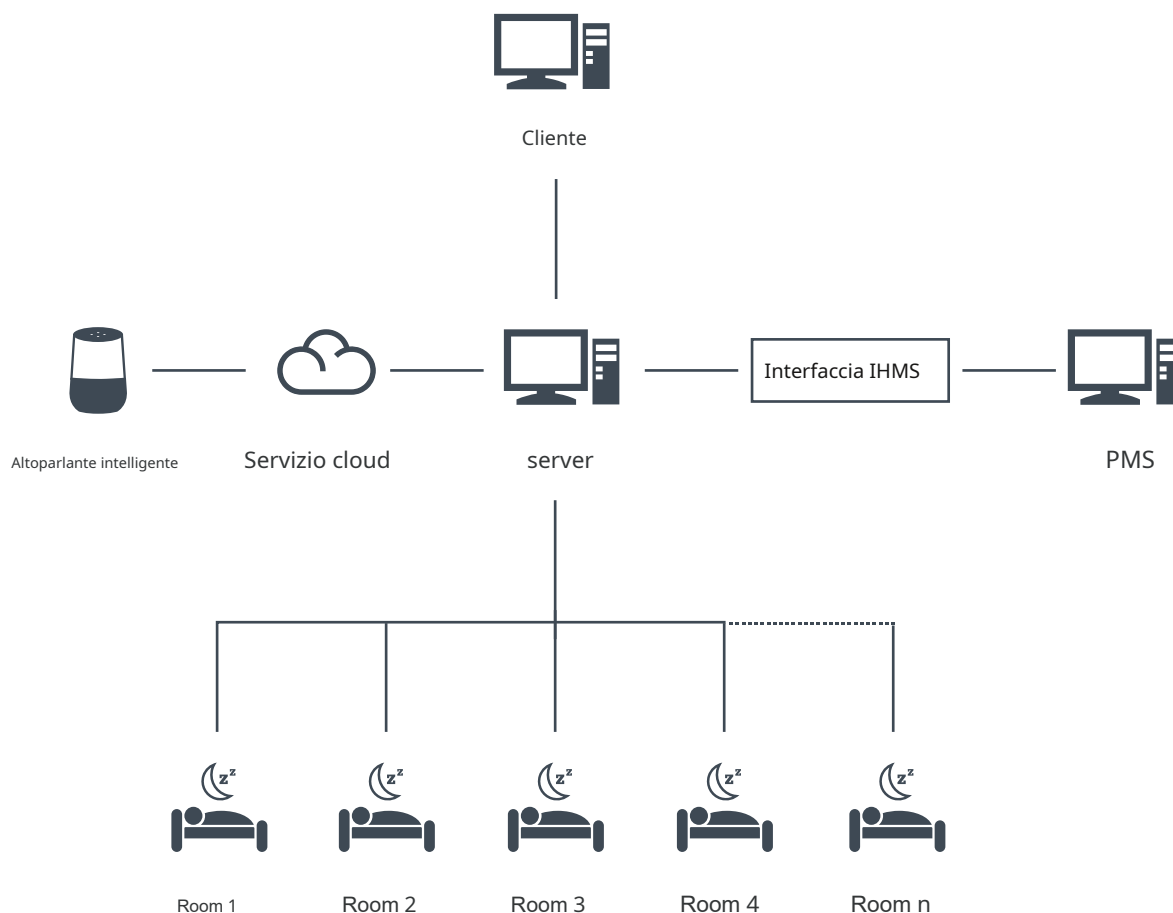 Cliente
Interfaccia IHMS
Altoparlante intelligente
Servizio cloud
server
PMS
z z
z z
z z
z z
z z
Room 1
Room 2
Room 3
Room 4
Room n